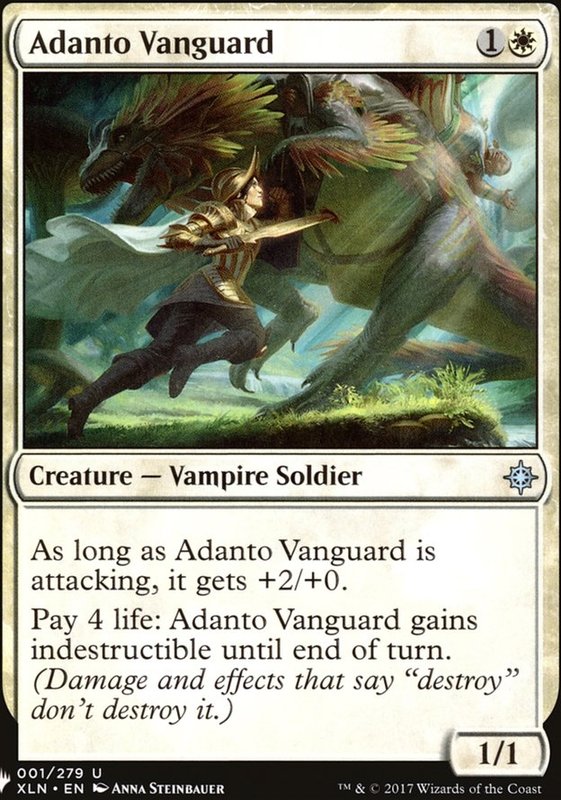 Adanto Vanguard 1
Creature — Vampire Soldier
As long as Adanto Vanguard is
attacking, it gets +2/+0.
Pay 4 life: Adanto Vanguard gains
indestructible until end of turn.
(Damage and effects that say “destroy”
don’t destroy it.)
1/1
001/279 U
XLN • EN Anna Steinbauer
™ & © 2017 Wizards of the Coast